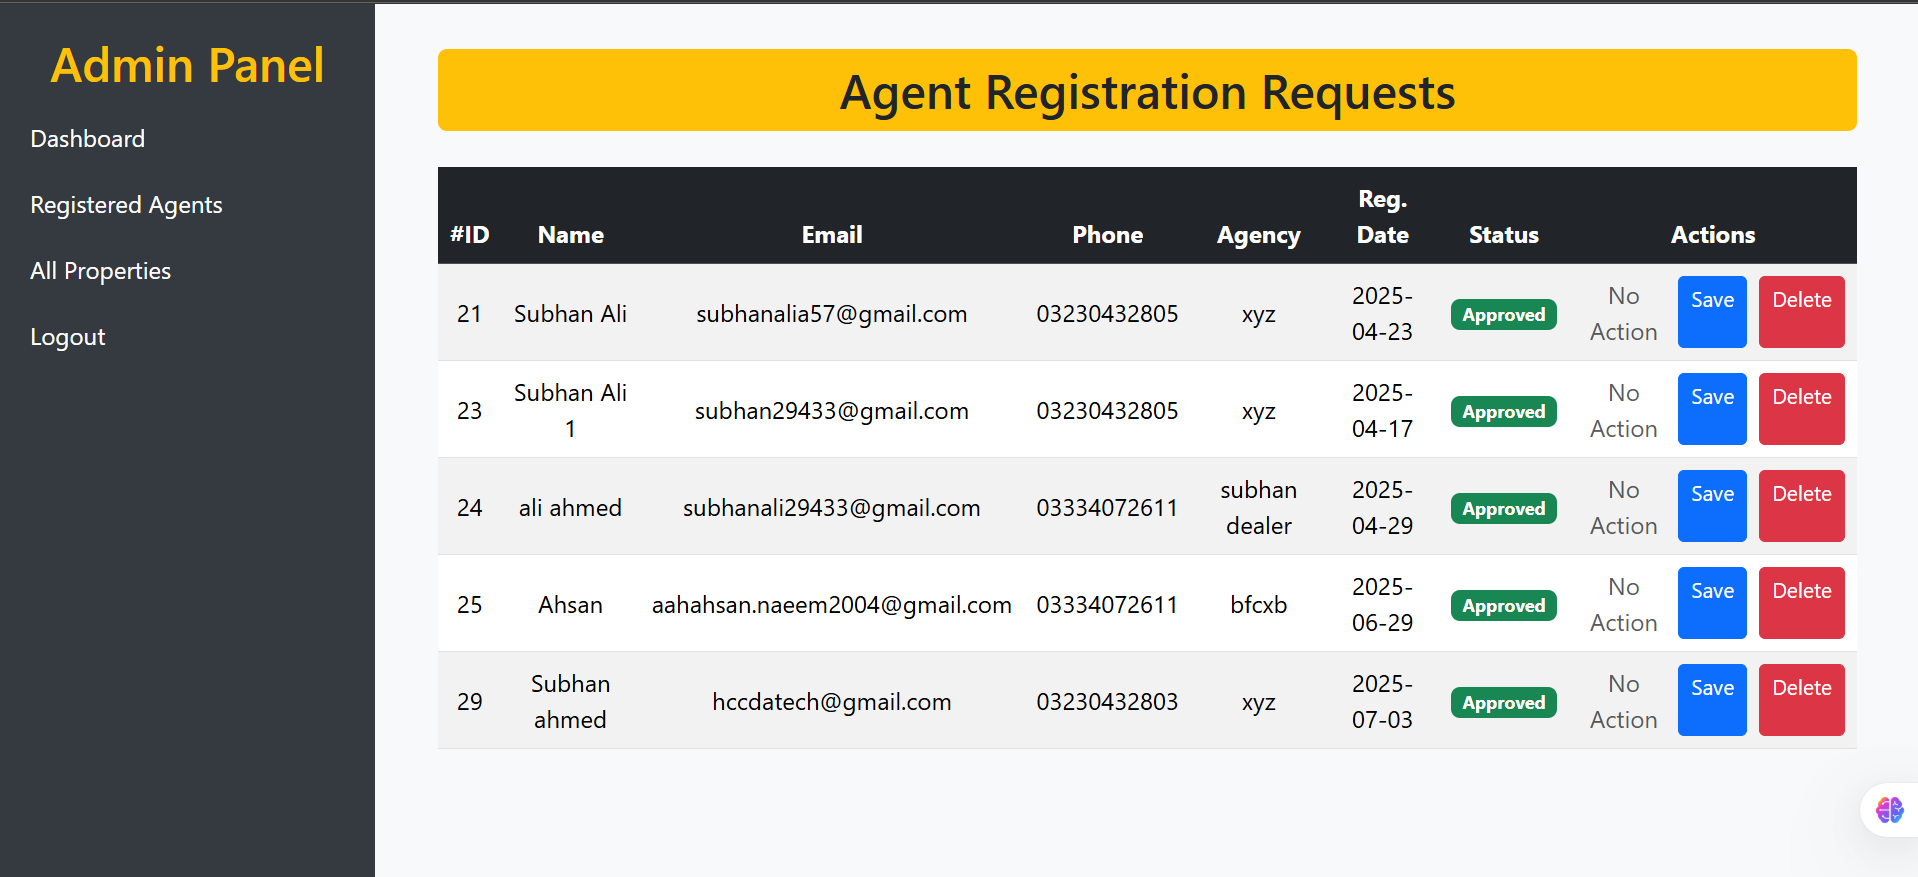 Admin Panel
Dashboard
Registered Agents
All Properties
Logout
Agent Registration Requests
#ID Name Email Phone Agency Reg. Date Status Actions
21 Subhan Ali subhanalia57@gmail.com 03230432805 xyz 2025-04-23 Approved No Action Save Delete
23 Subhan Ali 1 subhan29433@gmail.com 03230432805 xyz 2025-04-17 Approved No Action Save Delete
24 ali ahmed subhanali29433@gmail.com 03334072611 subhan dealer 2025-04-29 Approved No Action Save Delete
25 Ahsan aahahsan.naeem2004@gmail.com 03334072611 bfcxb 2025-06-29 Approved No Action Save Delete
29 Subhan ahmed hccdatech@gmail.com 03230432803 xyz 2025-07-03 Approved No Action Save Delete